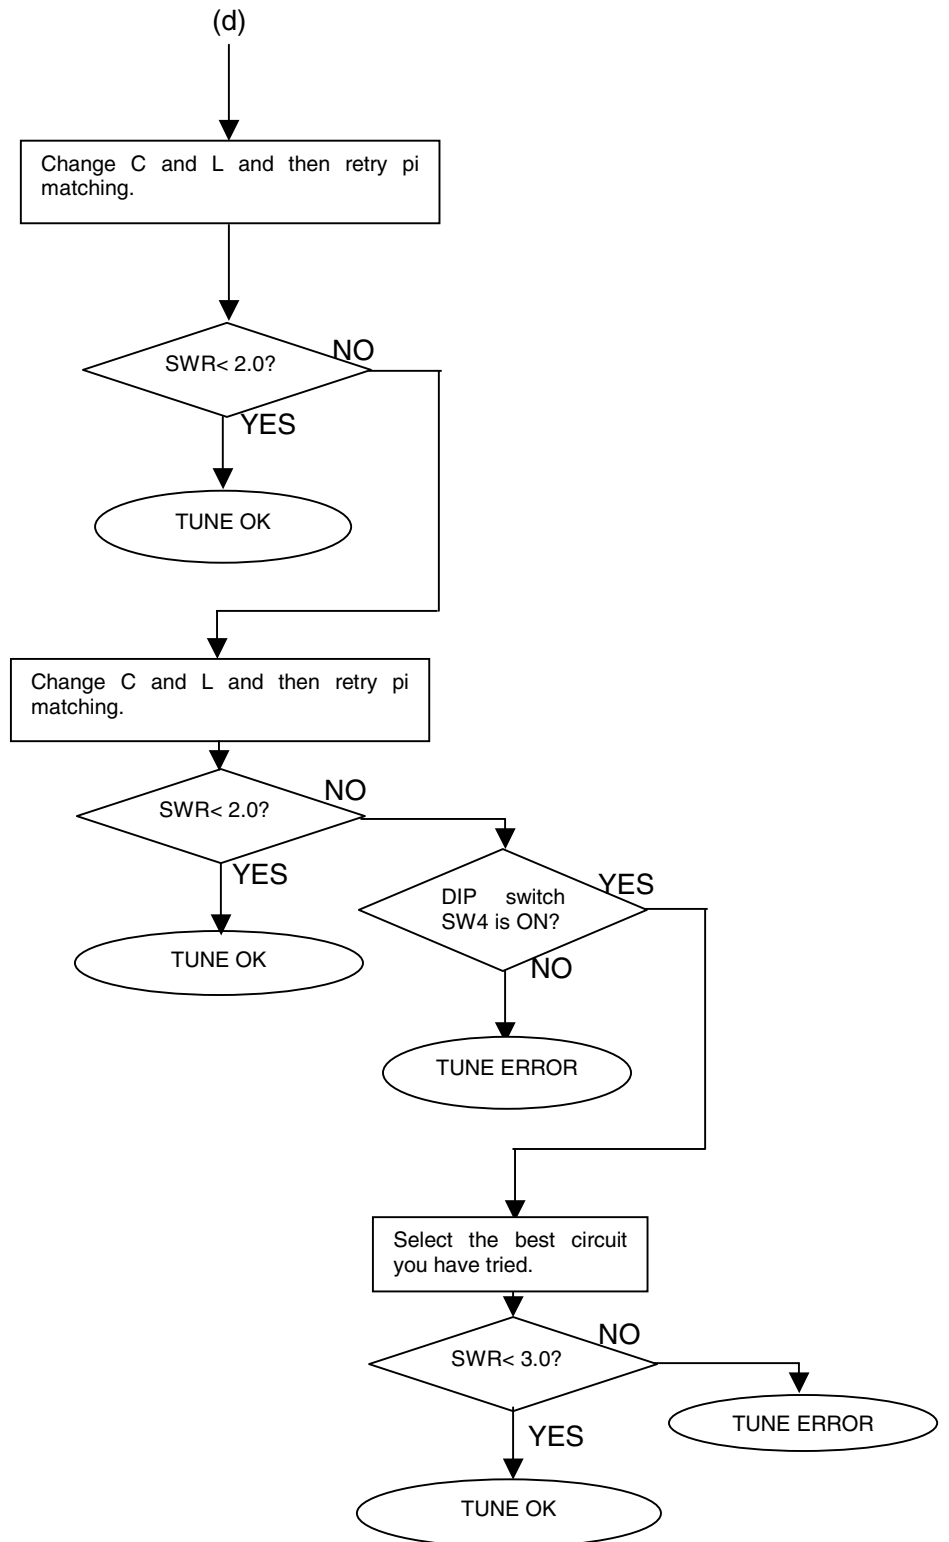 (d)
Change C and L and then retry pi
matching.
SWR< 2.0?
NO
YES
TUNE OK
Change C and L and then retry pi
matching.
SWR< 2.0?
NO
YES
TUNE OK
DIP switch
SW4 is ON?
YES
NO
TUNE ERROR
Select the best circuit
you have tried.
SWR< 3.0?
NO
TUNE ERROR
YES
TUNE OK